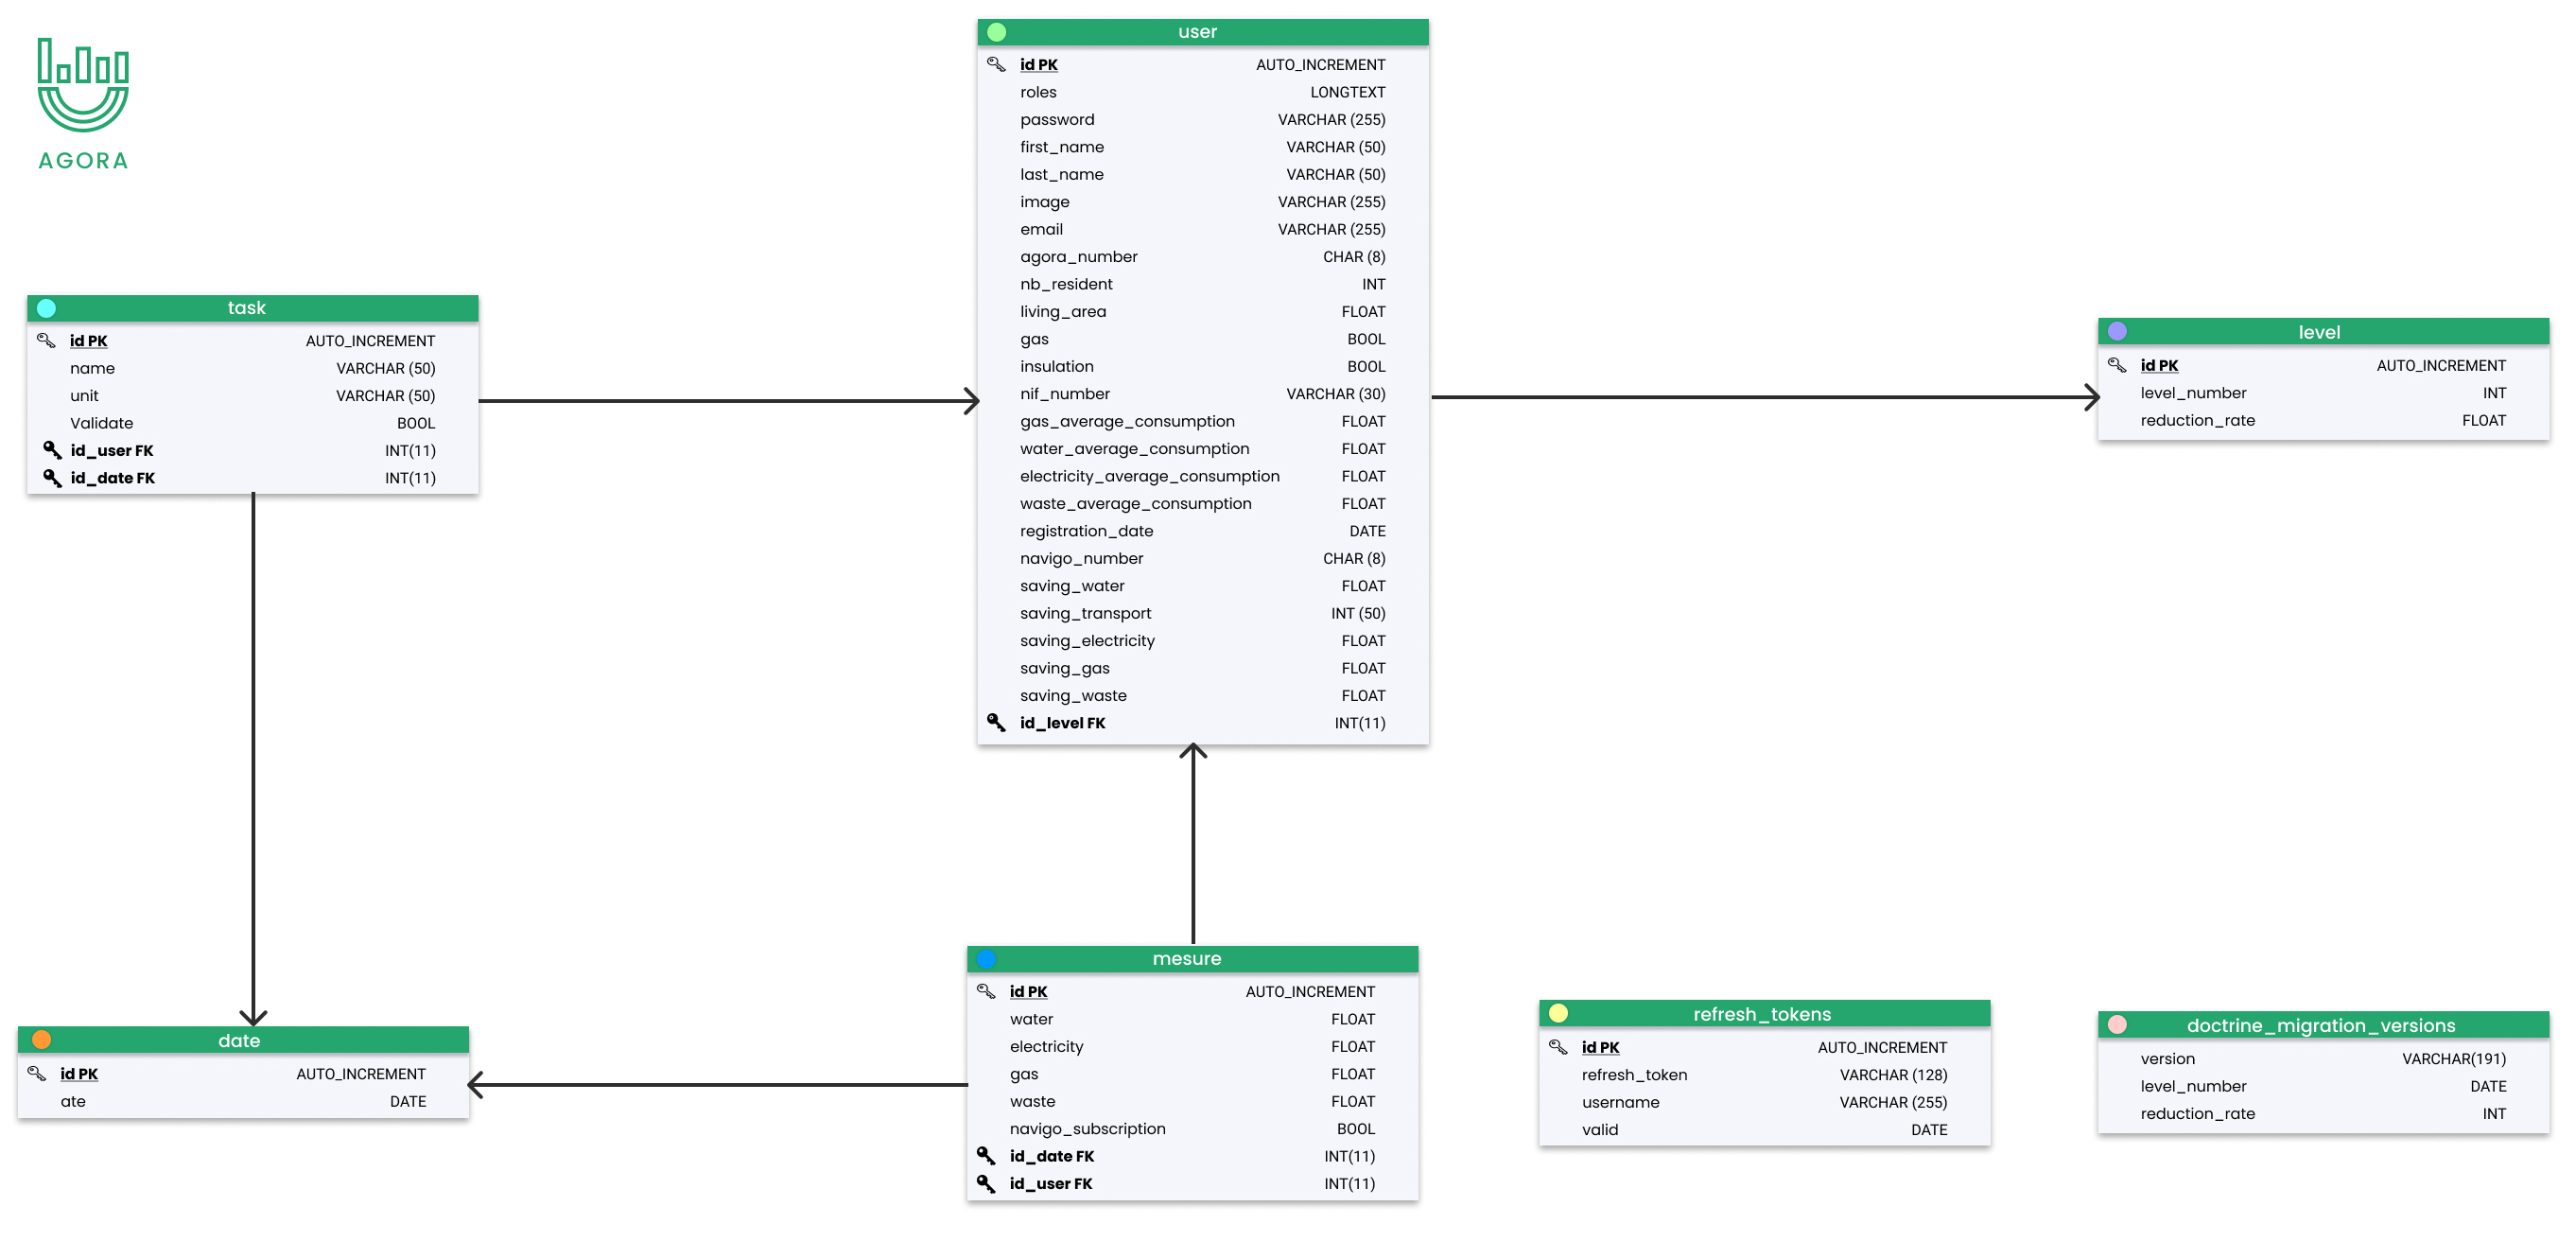 AGORA
user
id PK AUTO_INCREMENT
roles LONGTEXT
password VARCHAR (255)
first_name VARCHAR (50)
last_name VARCHAR (50)
image VARCHAR (255)
email VARCHAR (255)
agora_number CHAR (8)
nb_resident INT
living_area FLOAT
gas BOOL
insulation BOOL
nif_number VARCHAR (30)
gas_average_consumption FLOAT
water_average_consumption FLOAT
electricity_average_consumption FLOAT
waste_average_consumption FLOAT
registration_date DATE
navigo_number CHAR (8)
saving_water FLOAT
saving_transport INT (50)
saving_electricity FLOAT
saving_gas FLOAT
saving_waste FLOAT
id_level FK INT(11)
task
id PK AUTO_INCREMENT
name VARCHAR (50)
unit VARCHAR (50)
Validate BOOL
id_user FK INT(11)
id_date FK INT(11)
level
id PK AUTO_INCREMENT
level_number INT
reduction_rate FLOAT
date
id PK AUTO_INCREMENT
ate DATE
mesure
id PK AUTO_INCREMENT
water FLOAT
electricity FLOAT
gas FLOAT
waste FLOAT
navigo_subscription BOOL
id_date FK INT(11)
id_user FK INT(11)
refresh_tokens
id PK AUTO_INCREMENT
refresh_token VARCHAR (128)
username VARCHAR (255)
valid DATE
doctrine_migration_versions
version VARCHAR(191)
level_number DATE
reduction_rate INT